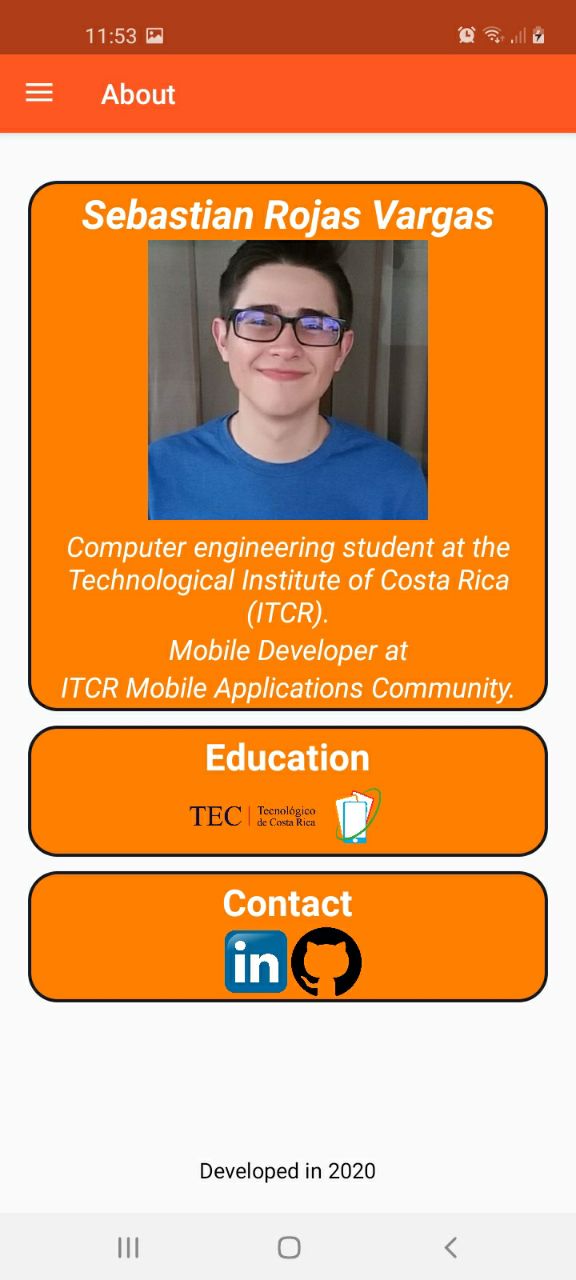 11:53
About
Sebastian Rojas Vargas
Computer engineering student at the
Technological Institute of Costa Rica
(ITCR).
Mobile Developer at
ITCR Mobile Applications Community.
Education
TEC | Tecnológico
de Costa Rica
Contact
in
Developed in 2020